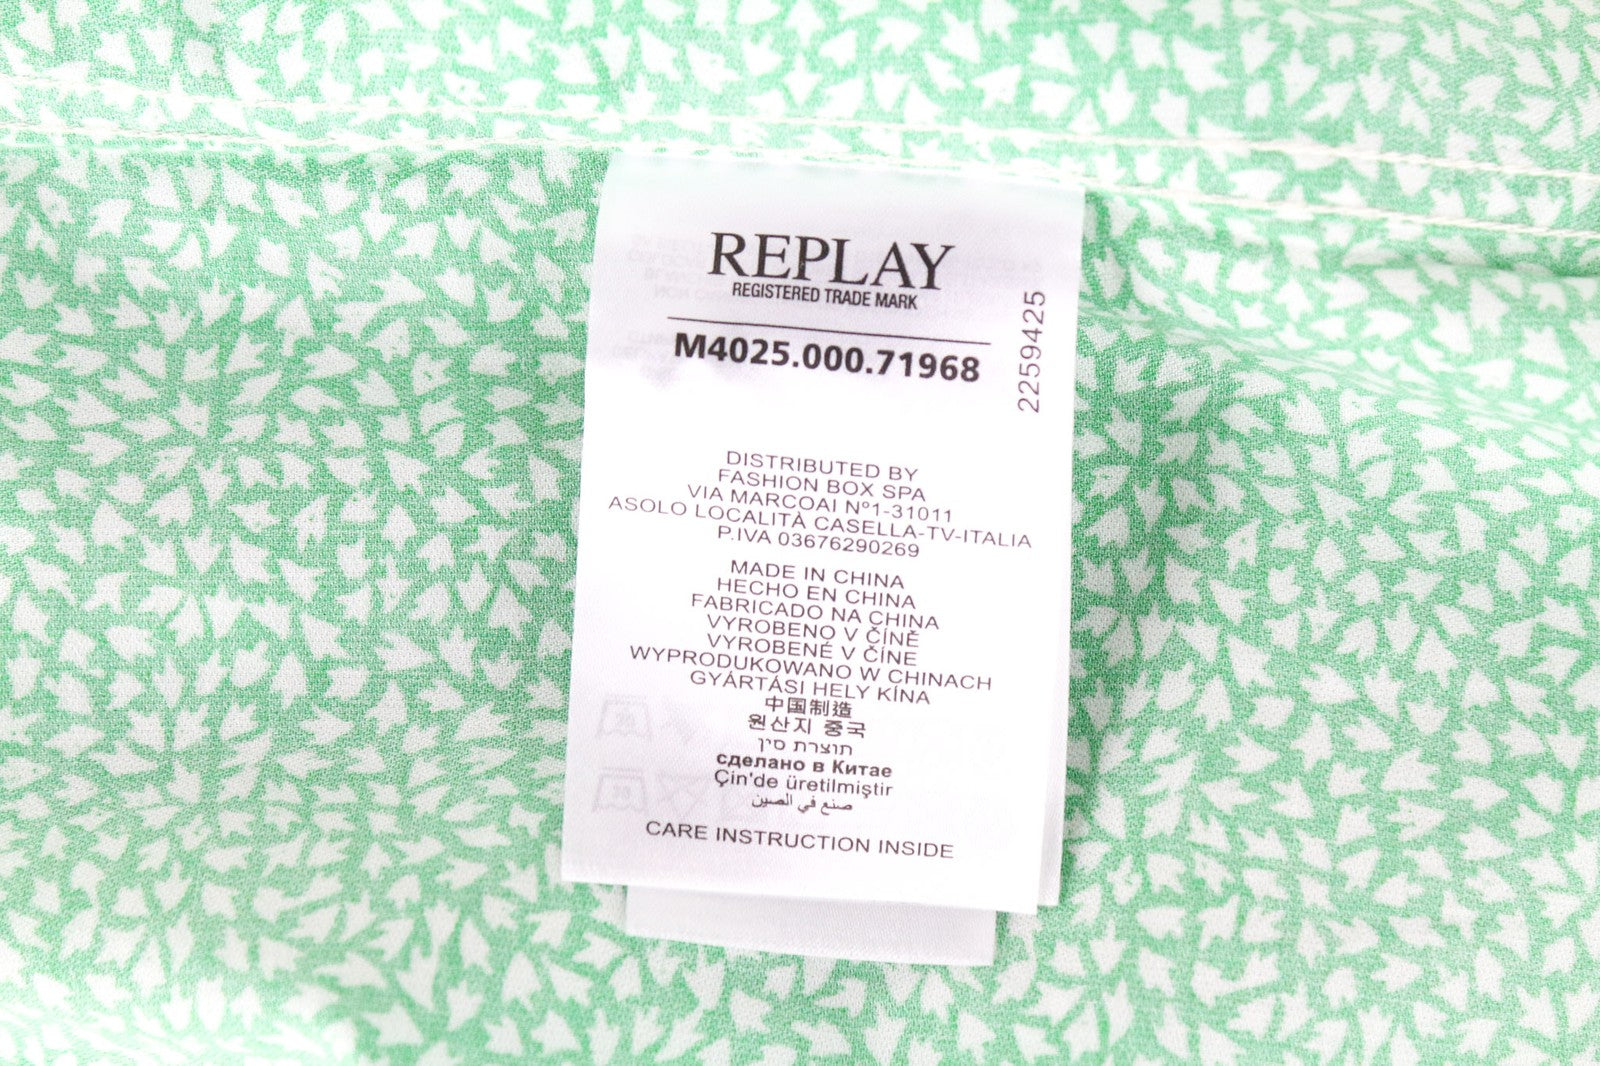 REPLAY
REGISTERED TRADE MARK
M4025.000.71968
2259425
DISTRIBUTED BY
FASHION BOX SPA
VIA MARCOAI Nº1-31011
ASOLO LOCALITÀ CASELLA-TV-ITALIA
P.IVA 03676290269
MADE IN CHINA
HECHO EN CHINA
FABRICADO NA CHINA
VYROBENO V ČÍNĚ
VYROBENÉ V ČÍNE
WYPRODUKOWANO W CHINACH
GYÁRTÁSI HELY KÍNA
中国制造
원산지 중국
תוצרת סין
сделано в Китае
Çin'de üretilmiştir
صنع في الصين
CARE INSTRUCTION INSIDE